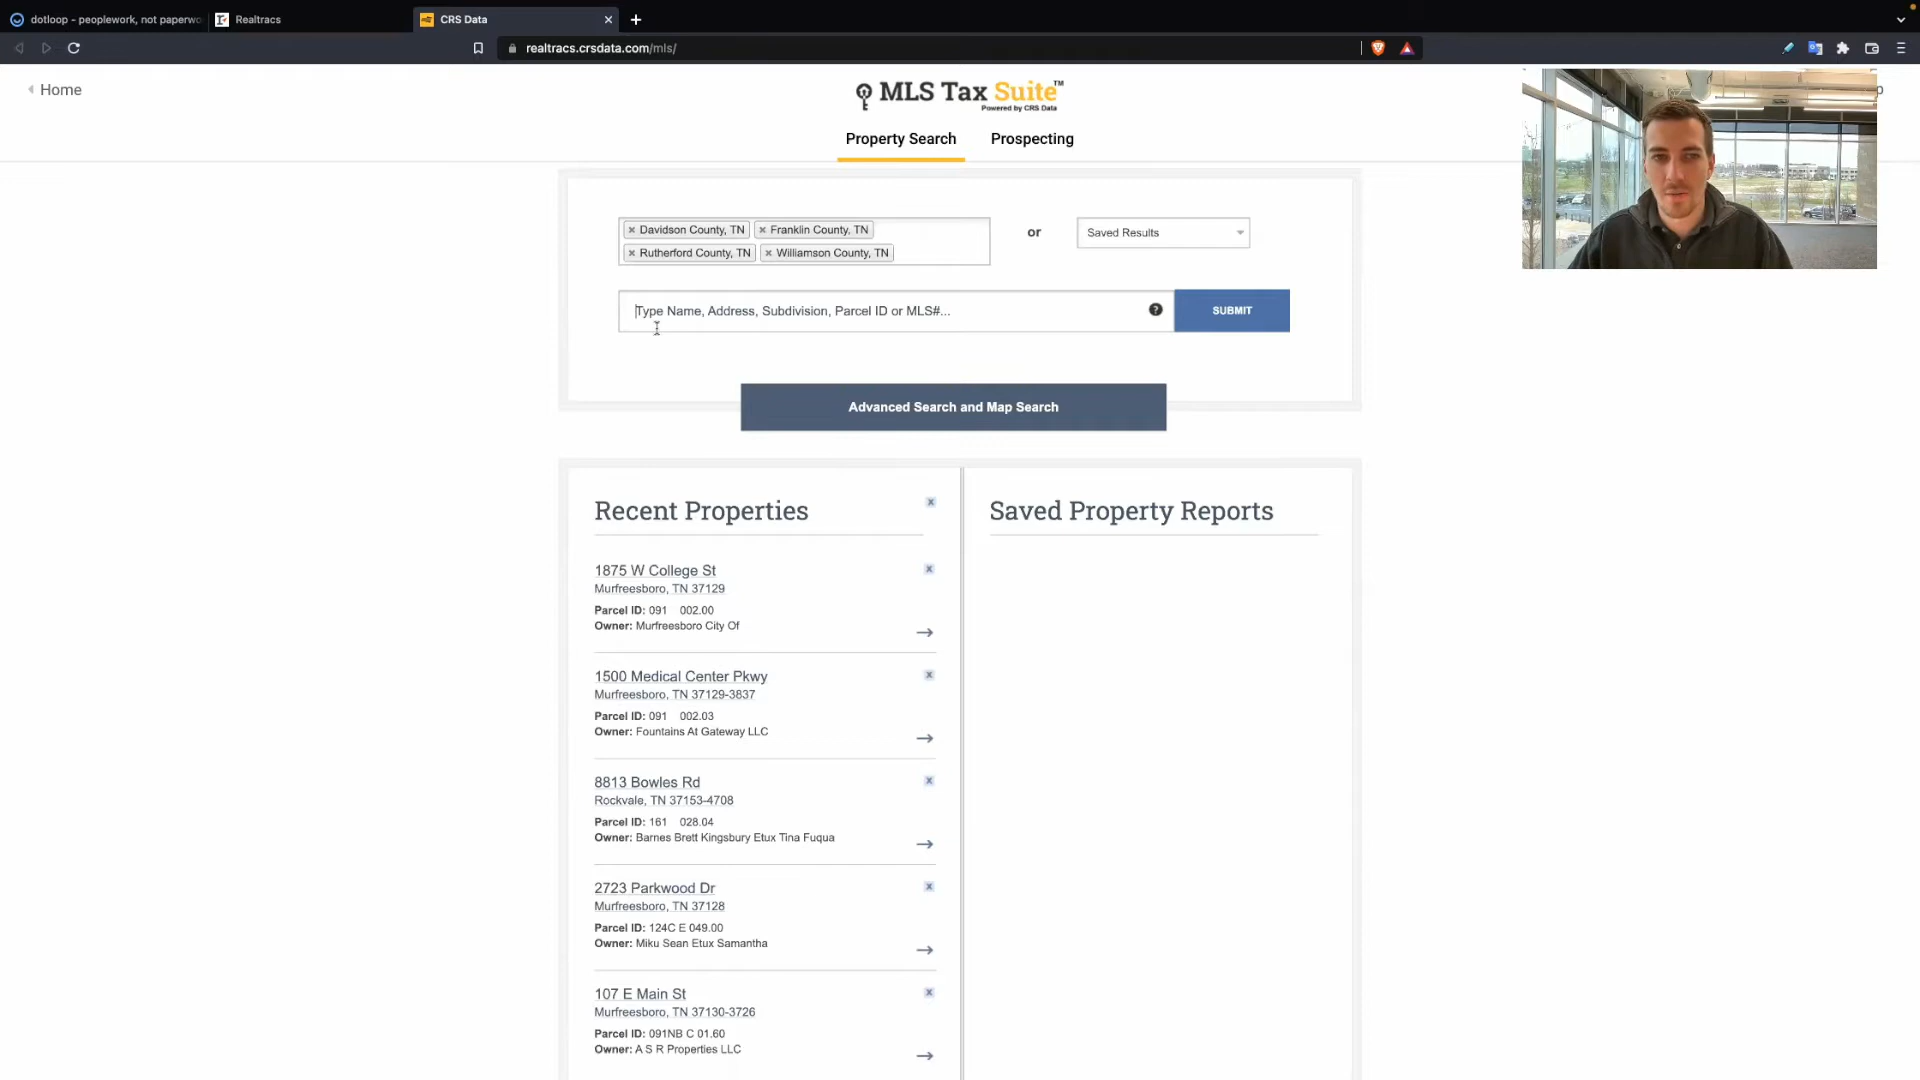 dotloop - peoplework, not paperwo
Realtracs
CRS Data
realtracs.crsdata.com/mls/
Home
MLS Tax Suite™
Powered by CRS Data
Property Search
Prospecting
× Davidson County, TN × Franklin County, TN
× Rutherford County, TN × Williamson County, TN
or
Saved Results
Type Name, Address, Subdivision, Parcel ID or MLS#...
?
SUBMIT
Advanced Search and Map Search
Recent Properties
x
1875 W College St
x
Murfreesboro, TN 37129
Parcel ID: 091 002.00
Owner: Murfreesboro City Of
1500 Medical Center Pkwy
x
Murfreesboro, TN 37129-3837
Parcel ID: 091 002.03
Owner: Fountains At Gateway LLC
8813 Bowles Rd
x
Rockvale, TN 37153-4708
Parcel ID: 161 028.04
Owner: Barnes Brett Kingsbury Etux Tina Fuqua
2723 Parkwood Dr
x
Murfreesboro, TN 37128
Parcel ID: 124C E 049.00
Owner: Miku Sean Etux Samantha
107 E Main St
x
Murfreesboro, TN 37130-3726
Parcel ID: 091NB C 01.60
Owner: A S R Properties LLC
Saved Property Reports